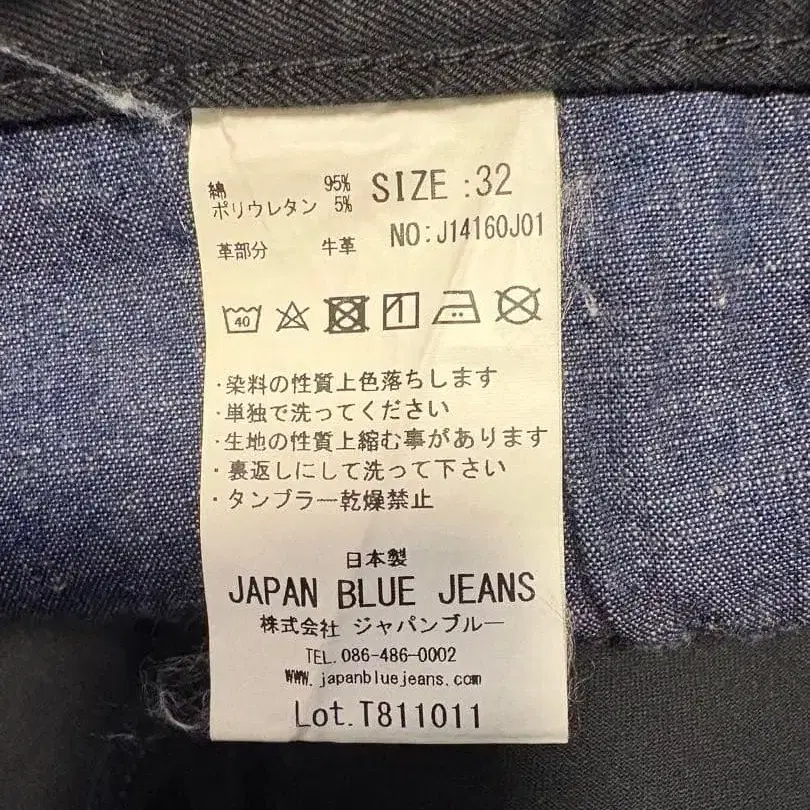 綿 95% SIZE :32
ポリウレタン 5%
革部分 牛革 NO:J14160J01
40
・染料の性質上色落ちします
・単独で洗ってください
・生地の性質上縮む事があります
・裏返しにして洗って下さい
・タンブラー乾燥禁止
日本製
JAPAN BLUE JEANS
株式会社 ジャパンブルー
TEL.086-486-0002
www.japanbluejeans.com
Lot.T811011